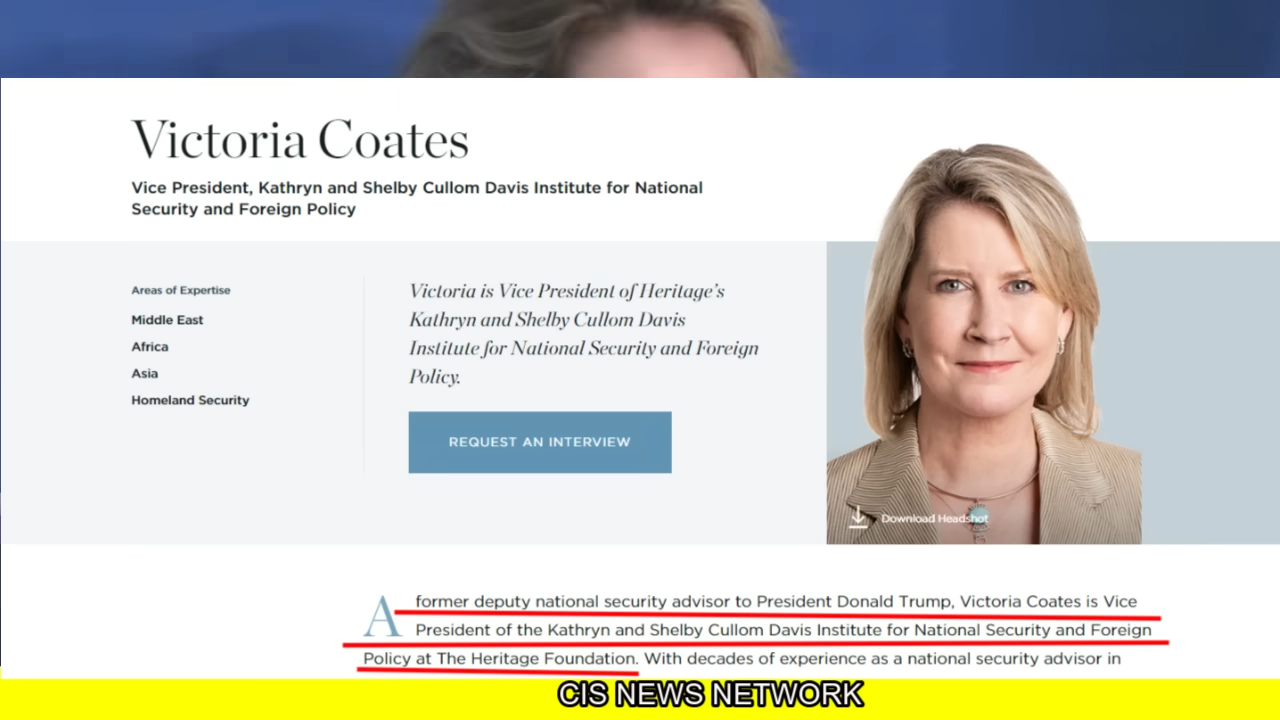 Victoria Coates
Vice President, Kathryn and Shelby Cullom Davis Institute for National
Security and Foreign Policy
Areas of Expertise
Middle East
Africa
Asia
Homeland Security
Victoria is Vice President of Heritage's
Kathryn and Shelby Cullom Davis
Institute for National Security and Foreign
Policy.
REQUEST AN INTERVIEW
Download Headshot
A former deputy national security advisor to President Donald Trump, Victoria Coates is Vice
President of the Kathryn and Shelby Cullom Davis Institute for National Security and Foreign
Policy at The Heritage Foundation. With decades of experience as a national security advisor in
CIS NEWS NETWORK